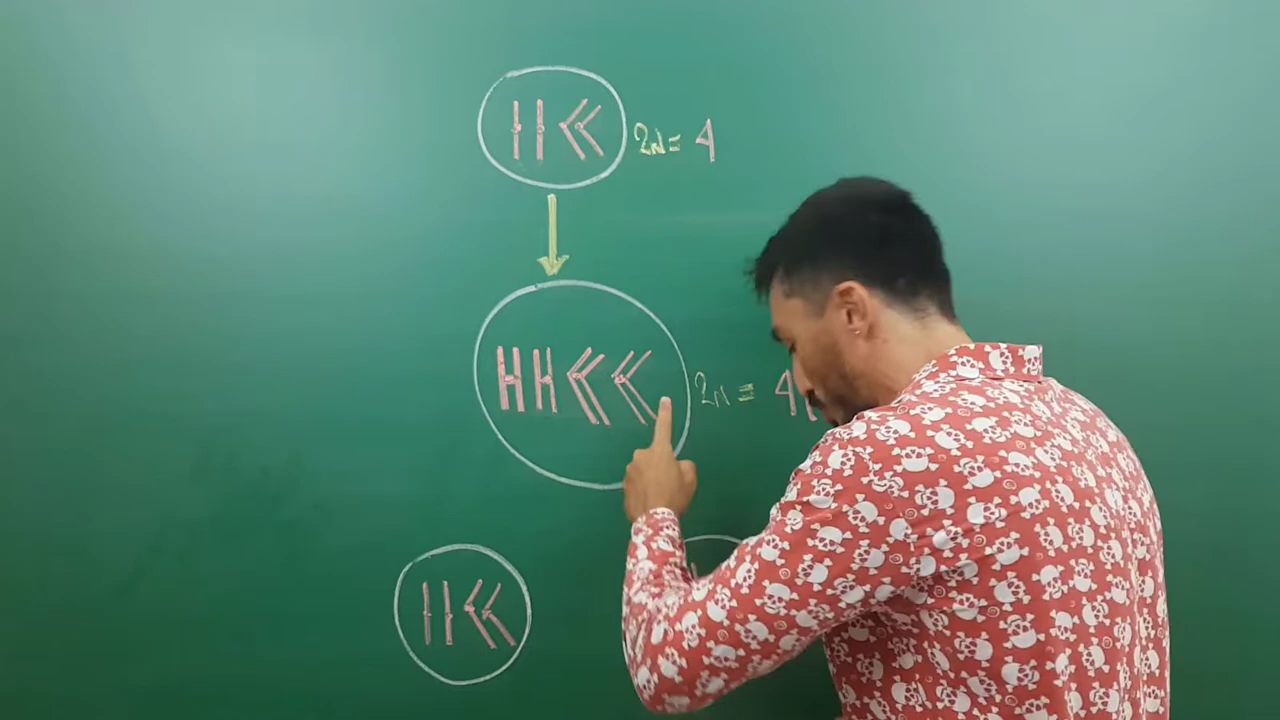 2N = 4
2n = 4